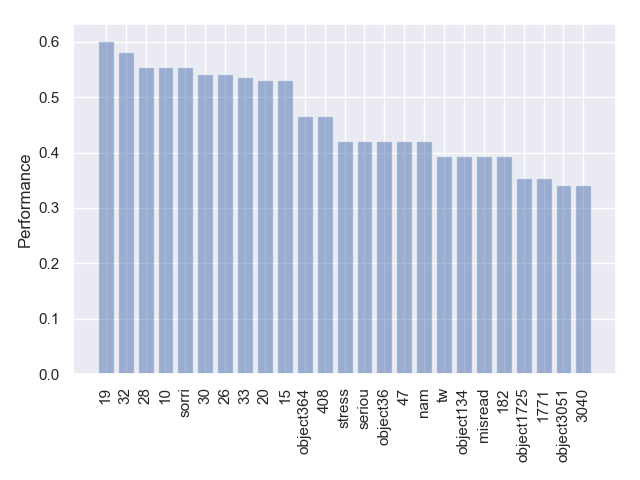 0.6
0.5
0.4
0.3
0.2
0.1
0.0
Performance
19
32
28
10
sorri
30
26
33
20
15
object364
408
stress
seriou
object36
47
nam
tw
object134
misread
182
object1725
1771
object3051
3040